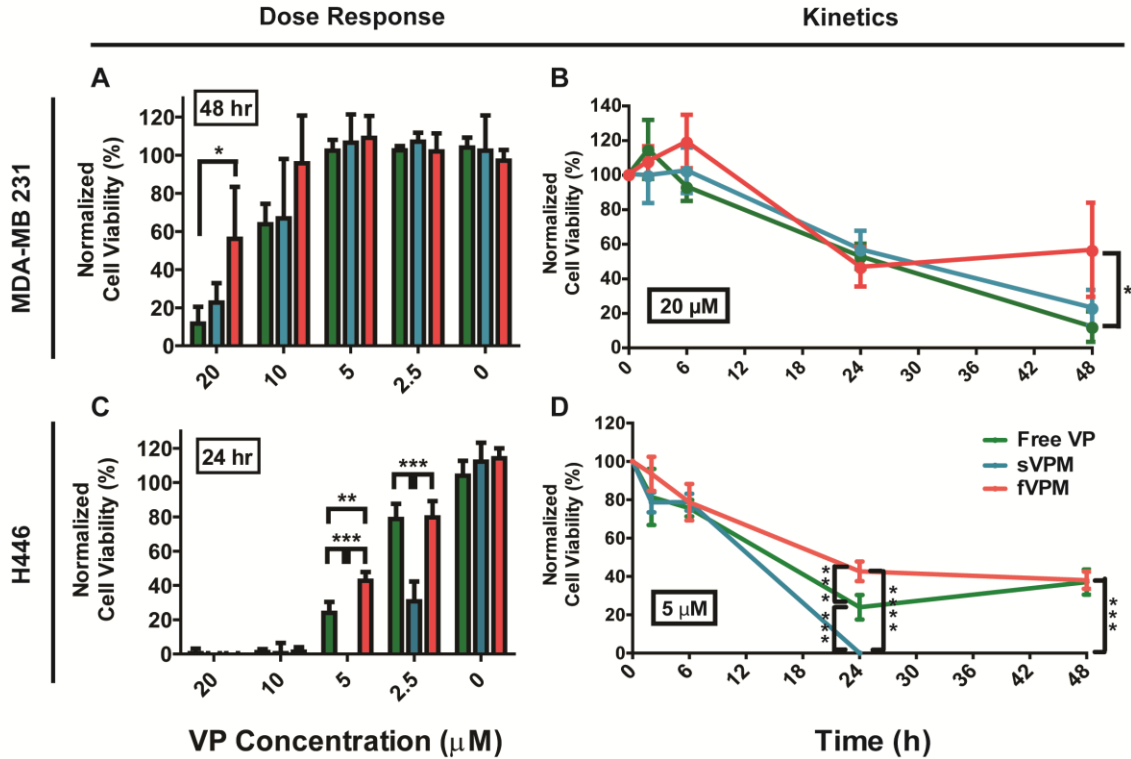 Dose Response
Kinetics
MDA-MB 231
A
48 hr
Normalized
Cell Viability (%)
120
100
80
60
40
20
0
*
20
10
5
2.5
0
B
Normalized
Cell Viability (%)
140
120
100
80
60
40
20
0
20 µM
*
0
6
12
18
24
30
36
42
48
H446
C
24 hr
Normalized
Cell Viability (%)
120
100
80
60
40
20
0
**
***
***
20
10
5
2.5
0
VP Concentration (µM)
D
Normalized
Cell Viability (%)
120
100
80
60
40
20
0
Free VP
sVPM
fVPM
5 µM
***
***
****
***
0
6
12
18
24
30
36
42
48
Time (h)